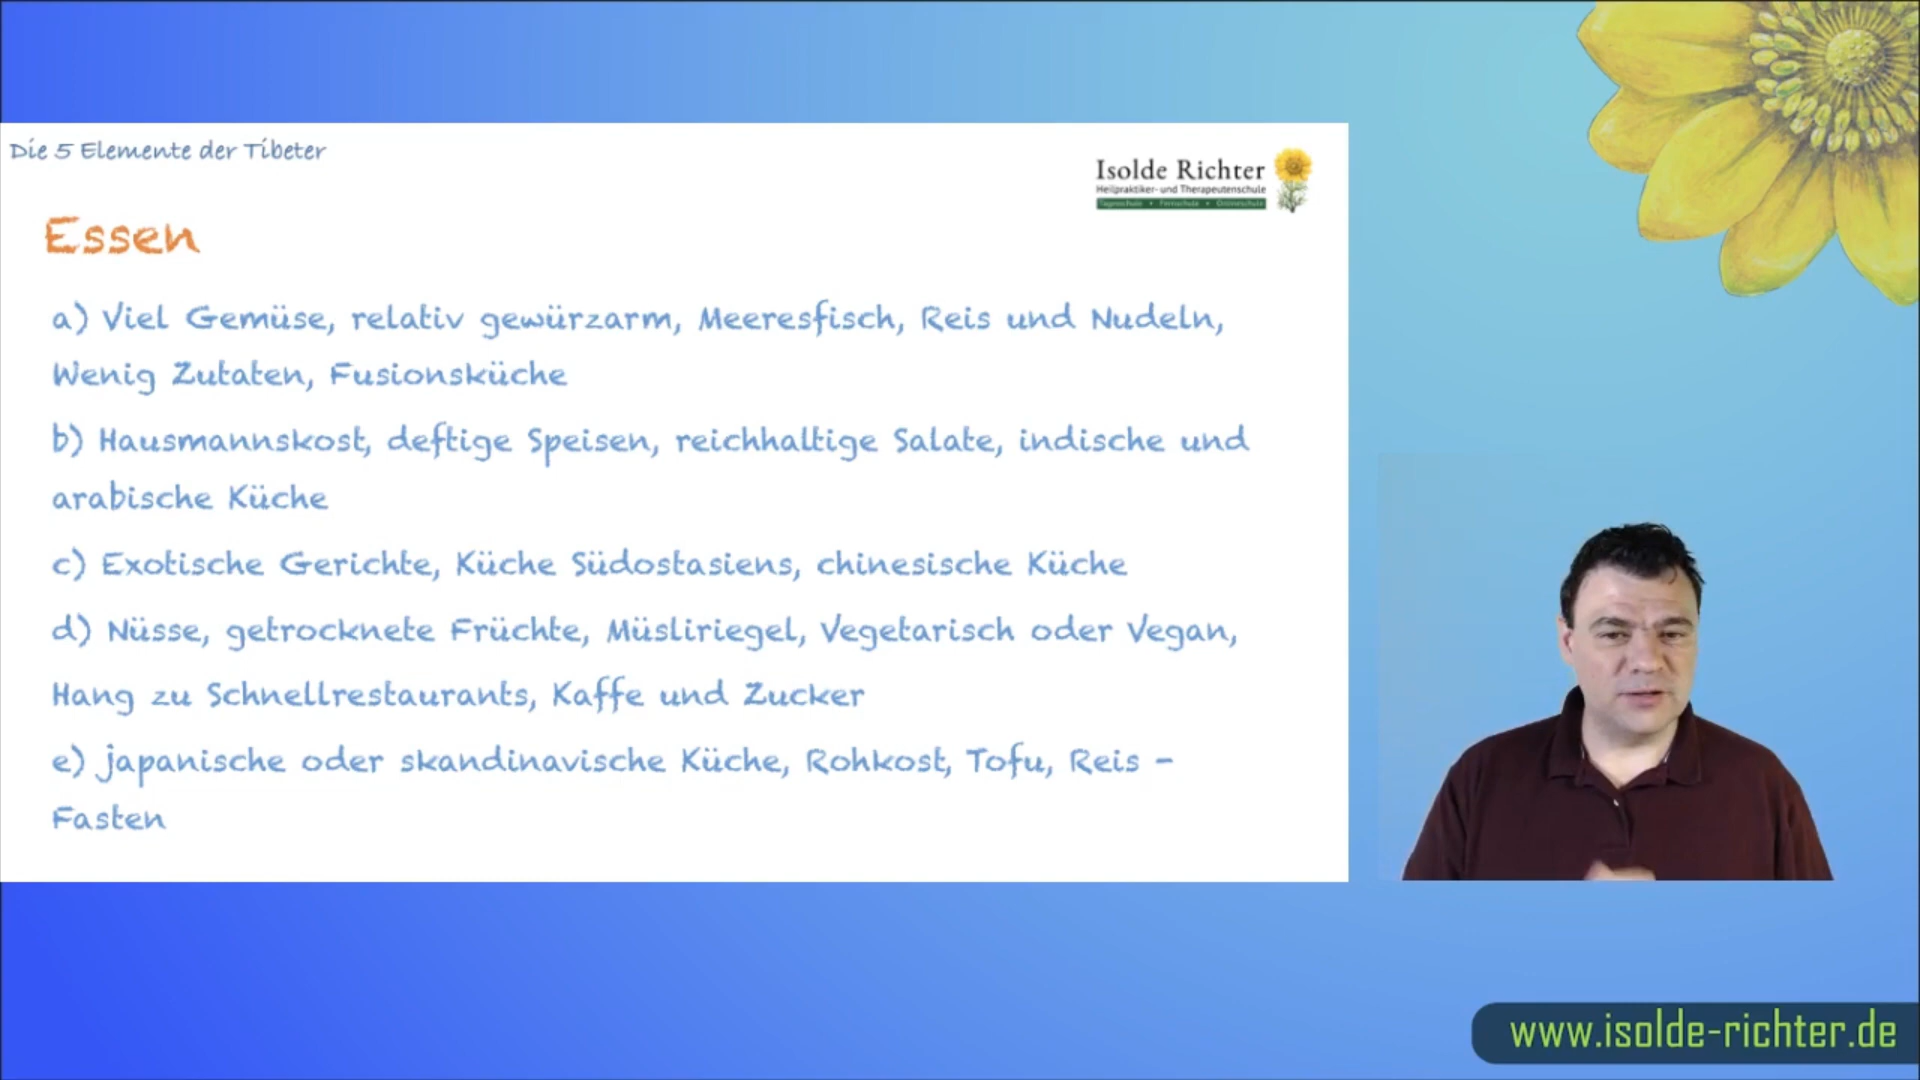 Die 5 Elemente der Tibeter
Isolde Richter
Heilpraktiker- und Therapeutenschule
Tagesschule • Fernschule • Onlineschule
Essen
a) Viel Gemüse, relativ gewürzarm, Meeresfisch, Reis und Nudeln,
Wenig Zutaten, Fusionsküche
b) Hausmannskost, deftige Speisen, reichhaltige Salate, indische und
arabische Küche
c) Exotische Gerichte, Küche Südostasiens, chinesische Küche
d) Nüsse, getrocknete Früchte, Müsliriegel, Vegetarisch oder Vegan,
Hang zu Schnellrestaurants, Kaffe und Zucker
e) japanische oder skandinavische Küche, Rohkost, Tofu, Reis -
Fasten
www.isolde-richter.de